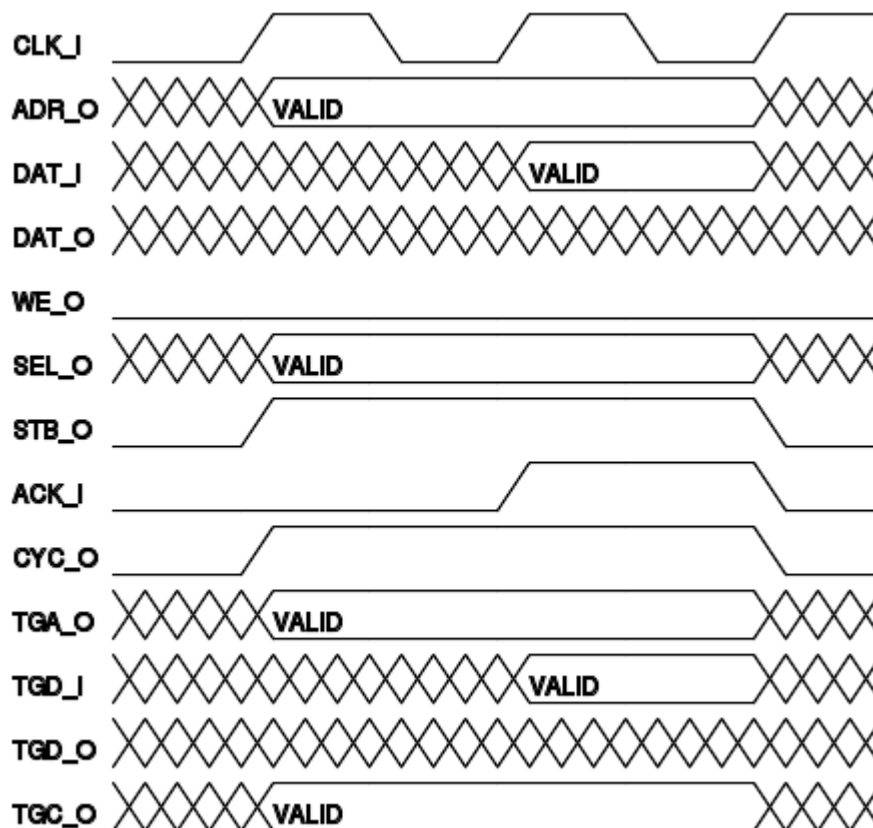 CLK_I
ADR_O VALID
DAT_I VALID
DAT_O
WE_O
SEL_O VALID
STB_O
ACK_I
CYC_O
TGA_O VALID
TGD_I VALID
TGD_O
TGC_O VALID